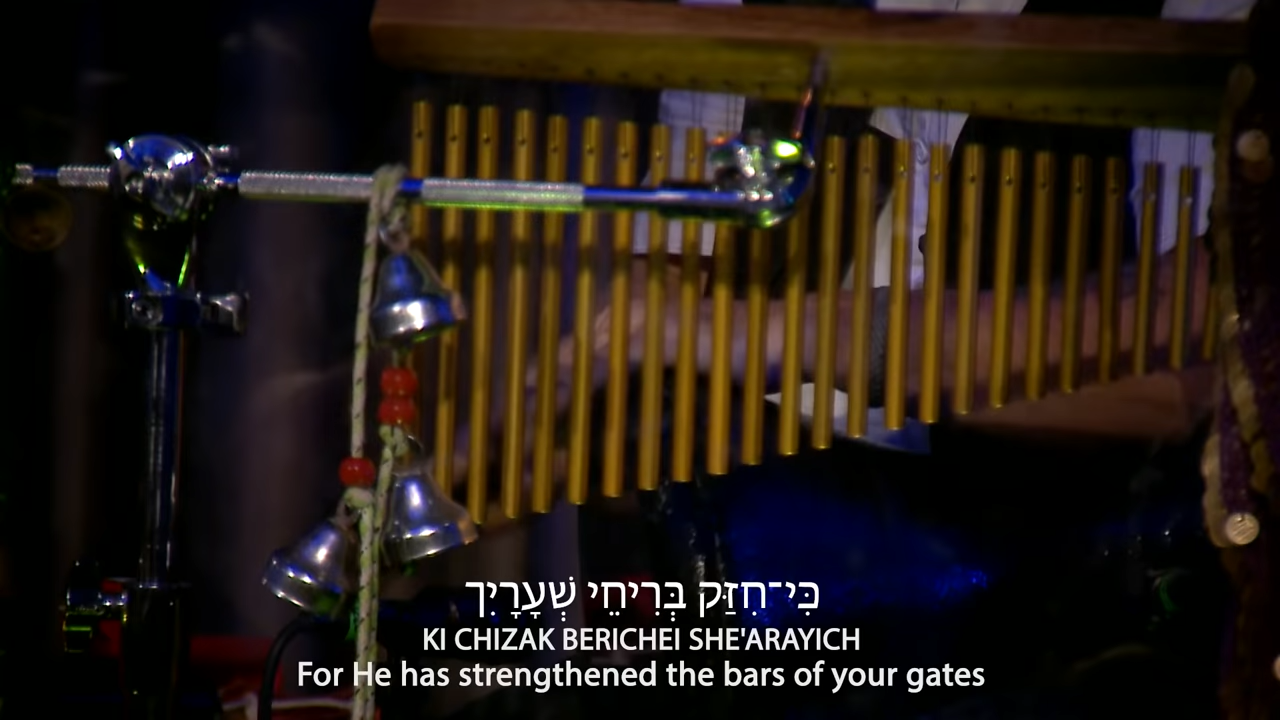 כִּי־חִזַּק בְּרִיחֵי שְׁעָרָיִךְ
KI CHIZAK BERICHEI SHE'ARAYICH
For He has strengthened the bars of your gates